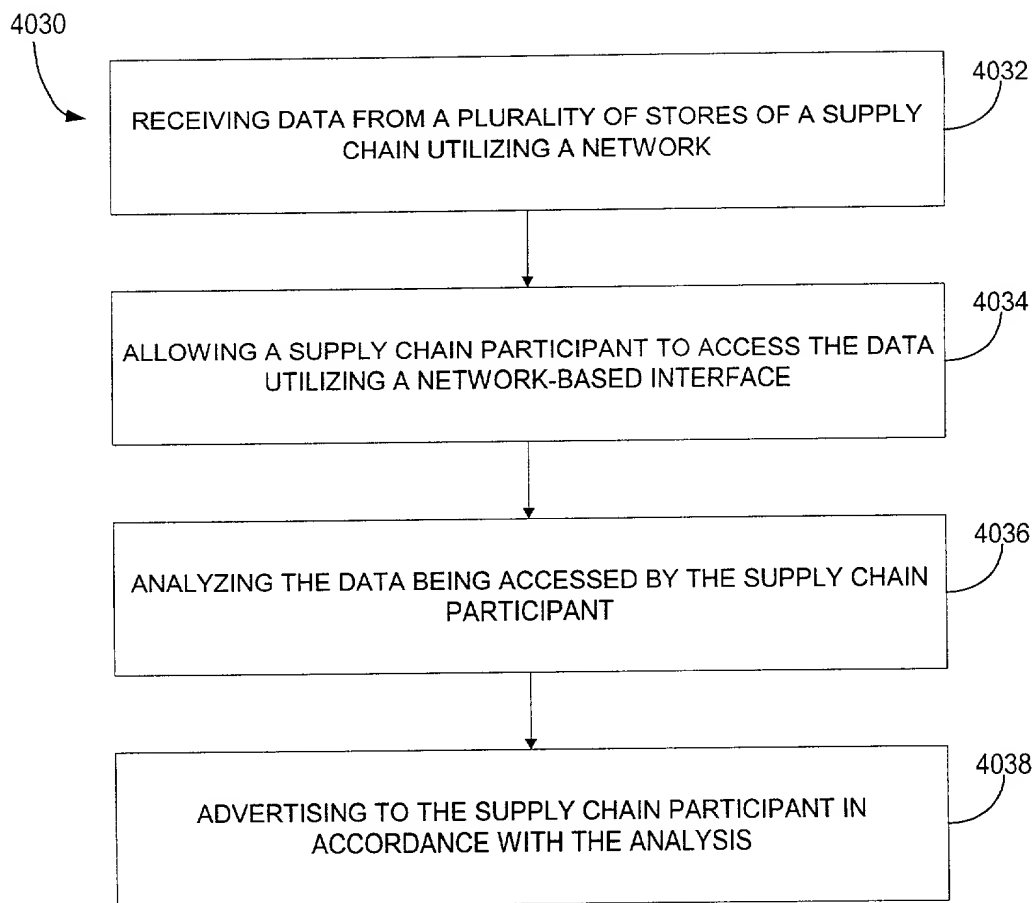 4030
4032
RECEIVING DATA FROM A PLURALITY OF STORES OF A SUPPLY
CHAIN UTILIZING A NETWORK
4034
ALLOWING A SUPPLY CHAIN PARTICIPANT TO ACCESS THE DATA
UTILIZING A NETWORK-BASED INTERFACE
4036
ANALYZING THE DATA BEING ACCESSED BY THE SUPPLY CHAIN
PARTICIPANT
4038
ADVERTISING TO THE SUPPLY CHAIN PARTICIPANT IN
ACCORDANCE WITH THE ANALYSIS